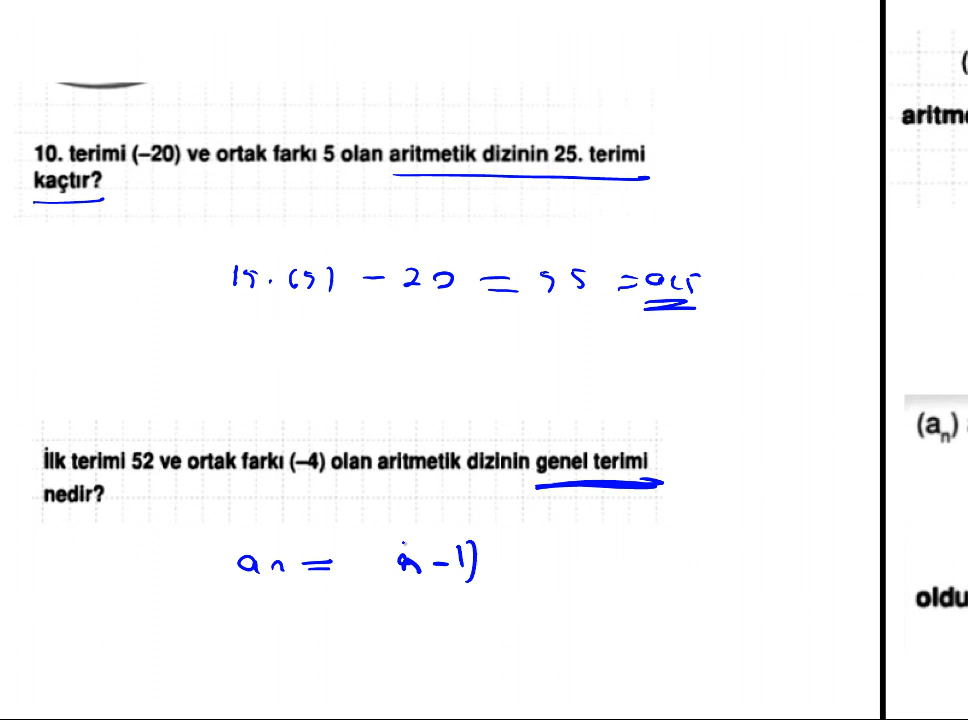 10. terimi (–20) ve ortak farkı 5 olan aritmetik dizinin 25. terimi
kaçtır?
15.(5) - 20 = 55 =
İlk terimi 52 ve ortak farkı (–4) olan aritmetik dizinin genel terimi
nedir?
an = n-1)
(
aritm
(an)
oldu